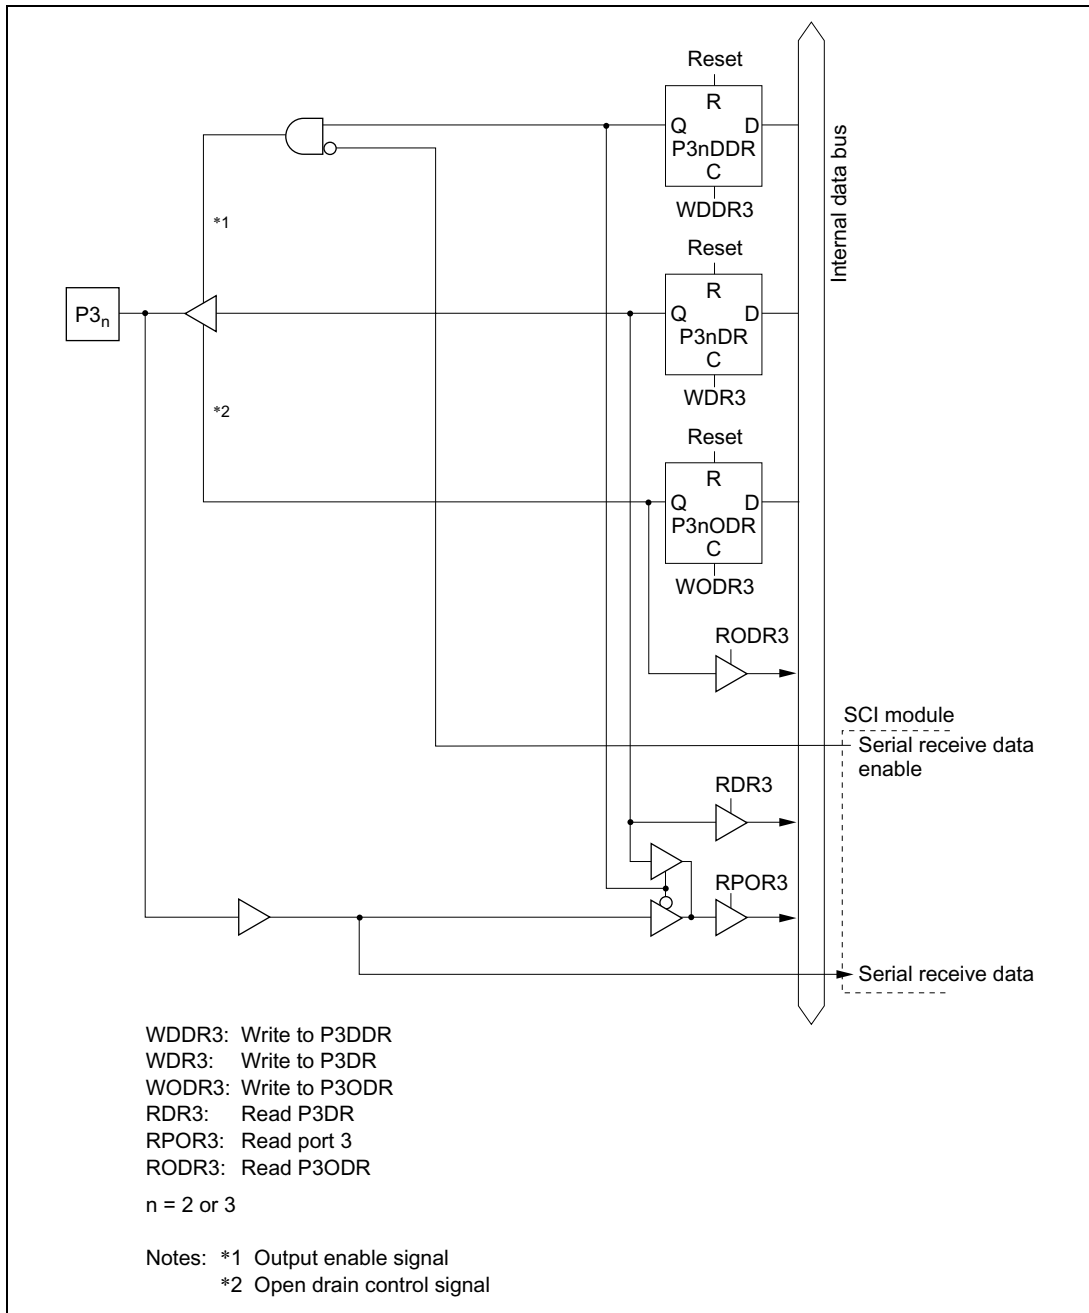 Reset
R
Q D
P3nDDR
C
WDDR3
Internal data bus
*1
Reset
R
P3n
Q D
P3nDR
C
WDR3
*2
Reset
R
Q D
P3nODR
C
WODR3
RODR3
SCI module
Serial receive data
enable
RDR3
RPOR3
Serial receive data
WDDR3: Write to P3DDR
WDR3: Write to P3DR
WODR3: Write to P3ODR
RDR3: Read P3DR
RPOR3: Read port 3
RODR3: Read P3ODR
n = 2 or 3
Notes: *1 Output enable signal
*2 Open drain control signal